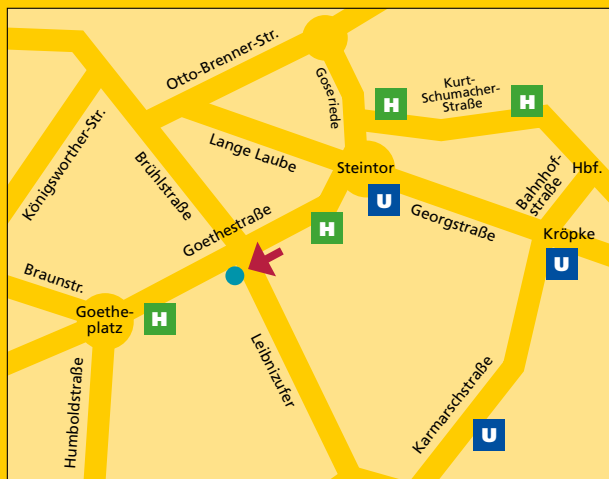 Otto-Brenner-Str.
Goseriede
Kurt-
Schumacher-
Straße
H
H
Königsworther-Str.
Brühlstraße
Lange Laube
Steintor
Bahnhof-
straße
Hbf.
U
Georgstraße
Goethestraße
H
Kröpke
U
Braunstr.
Goethe-
platz
H
Leibnizufer
Humboldstraße
Karmarschstraße
U